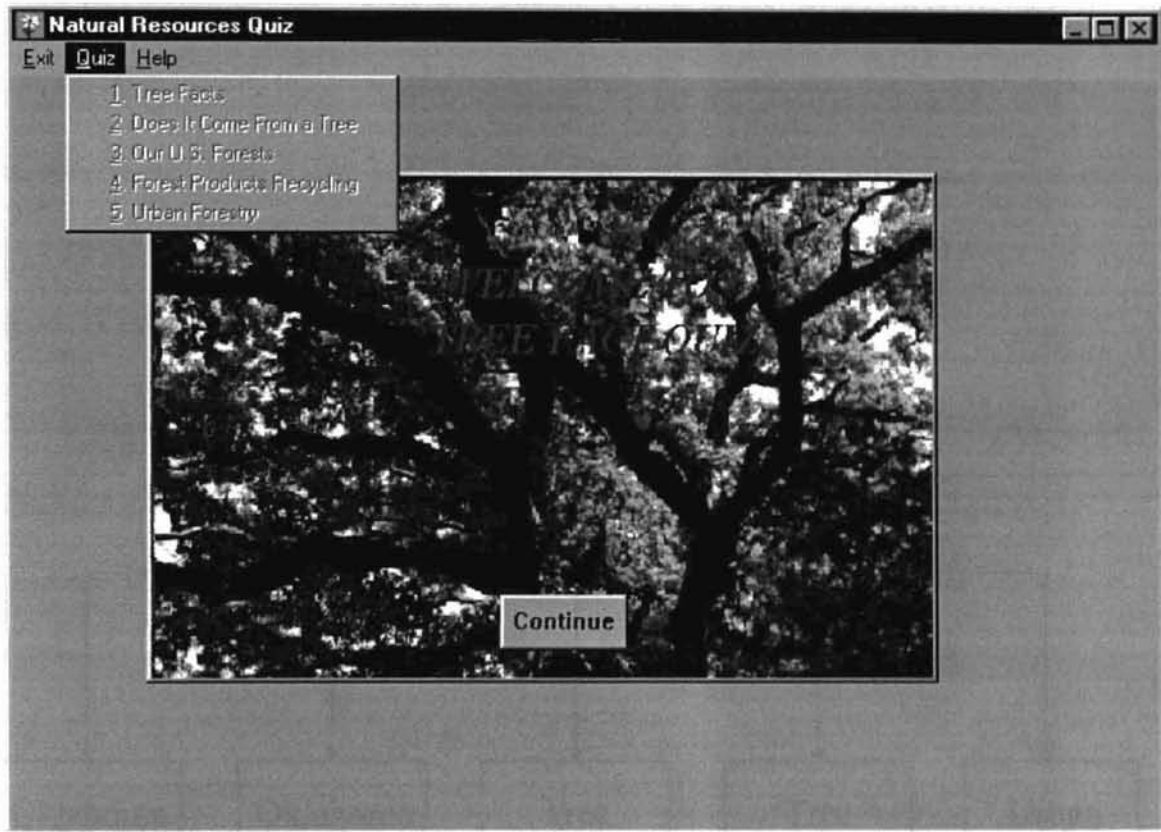 Natural Resources Quiz
Exit Quiz Help
1. Tree Facts
2. Does It Come From a Tree
3. Our U.S. Forests
4. Forest Products Recycling
5. Urban Forestry
TREE
Continue